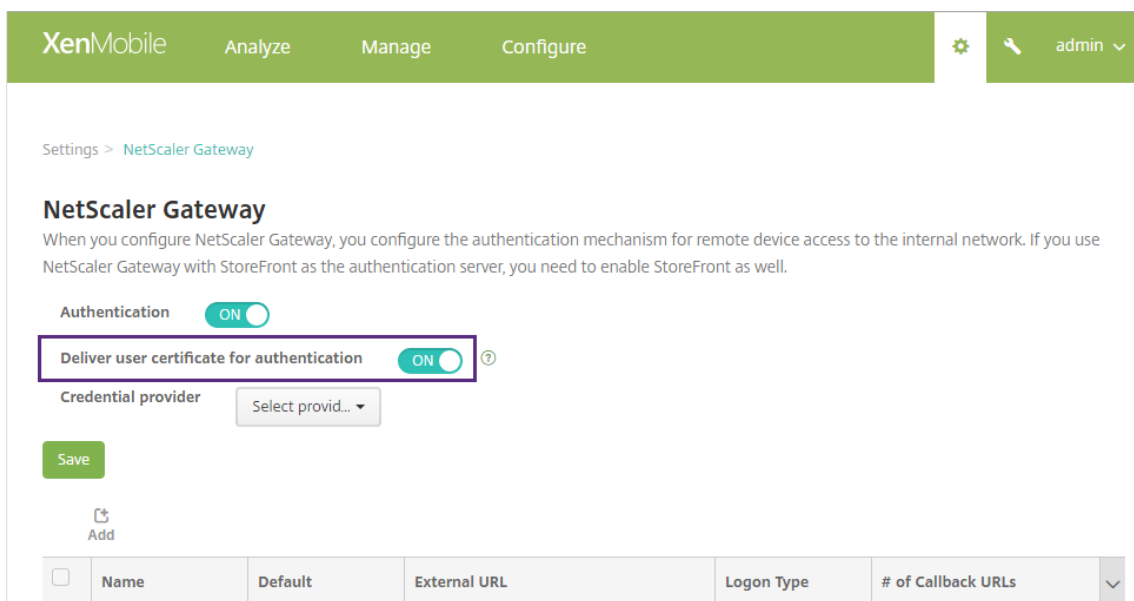 XenMobile Analyze Manage Configure admin
Settings > NetScaler Gateway
NetScaler Gateway
When you configure NetScaler Gateway, you configure the authentication mechanism for remote device access to the internal network. If you use
NetScaler Gateway with StoreFront as the authentication server, you need to enable StoreFront as well.
Authentication ON
Deliver user certificate for authentication ON ?
Credential provider Select provid...
Save
Add
Name Default External URL Logon Type # of Callback URLs